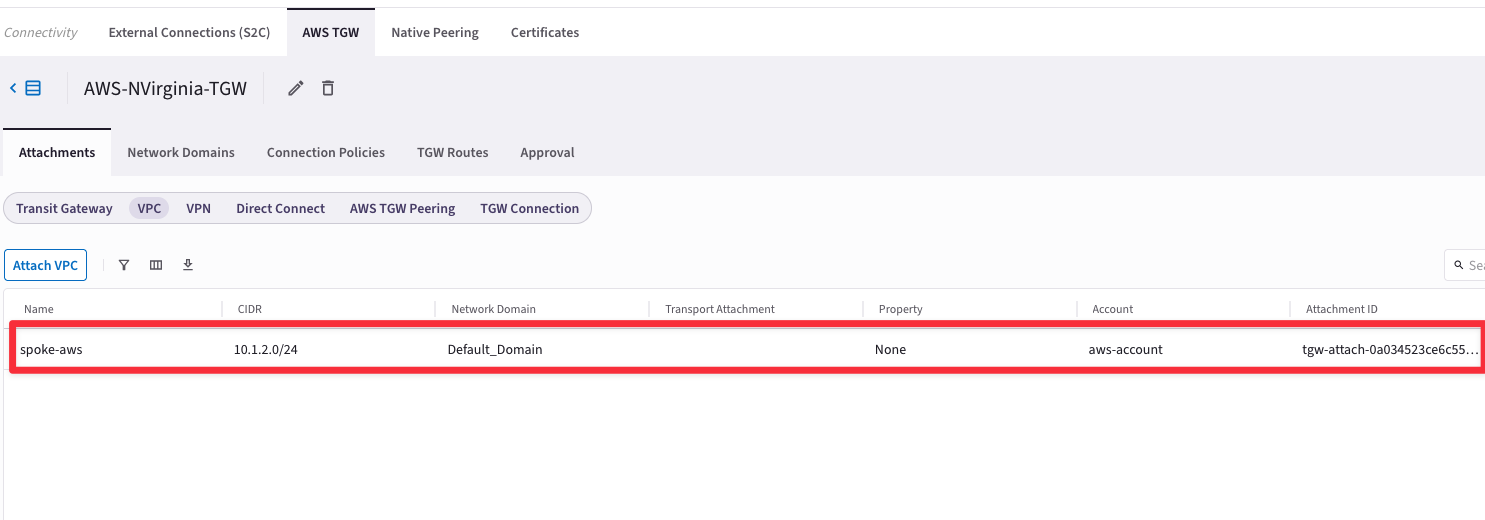 Connectivity External Connections (S2C) AWS TGW Native Peering Certificates
AWS-NVirginia-TGW
Attachments Network Domains Connection Policies TGW Routes Approval
Transit Gateway VPC VPN Direct Connect AWS TGW Peering TGW Connection
Attach VPC Sea
Name CIDR Network Domain Transport Attachment Property Account Attachment ID
spoke-aws 10.1.2.0/24 Default_Domain None aws-account tgw-attach-0a034523ce6c55...